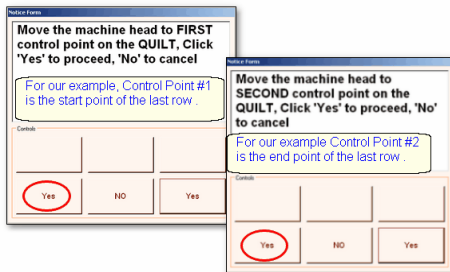 Notice Form
Move the machine head to FIRST
control point on the QUILT, Click
'Yes' to proceed, 'No' to cancel
For our example, Control Point #1
is the start point of the last row .
Controls
Yes
NO
Yes
Notice Form
Move the machine head to
SECOND control point on the
QUILT, Click 'Yes' to proceed, 'No'
to cancel
For our example Control Point #2
is the end point of the last row .
Controls
Yes
NO
Yes